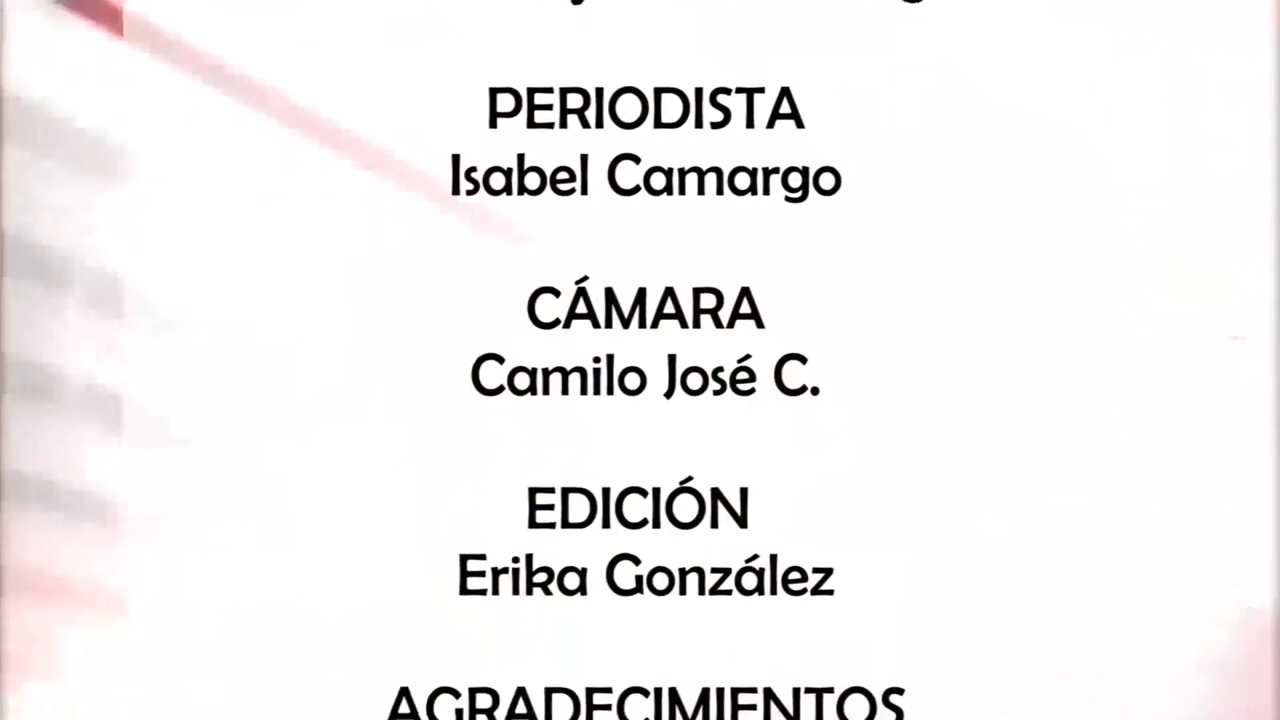 PERIODISTA
Isabel Camargo
CÁMARA
Camilo José C.
EDICIÓN
Erika González
AGRADECIMIENTOS